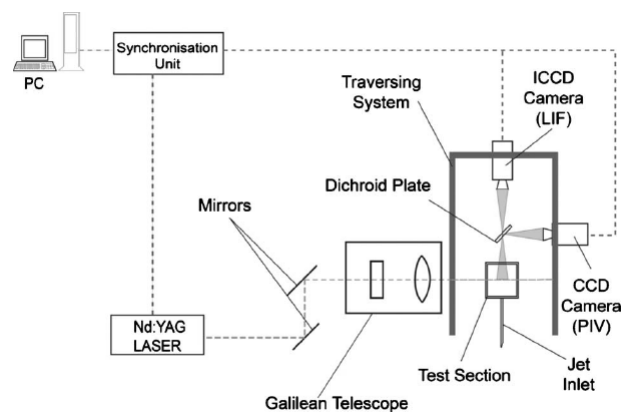 Synchronisation
Unit
PC
Traversing
System
ICCD
Camera
(LIF)
Dichroid Plate
Mirrors
CCD
Camera
(PIV)
Nd:YAG
LASER
Galilean Telescope
Test Section
Jet
Inlet